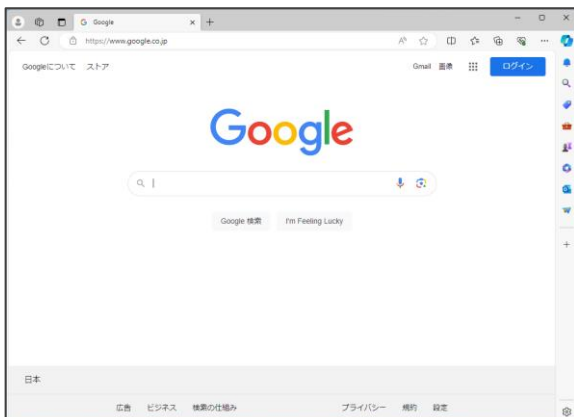 Google
https://www.google.co.jp
Googleについて ストア
Gmail 画像 ログイン
Google
Google 検索 I'm Feeling Lucky
日本
広告 ビジネス 検索の仕組み プライバシー 規約 設定